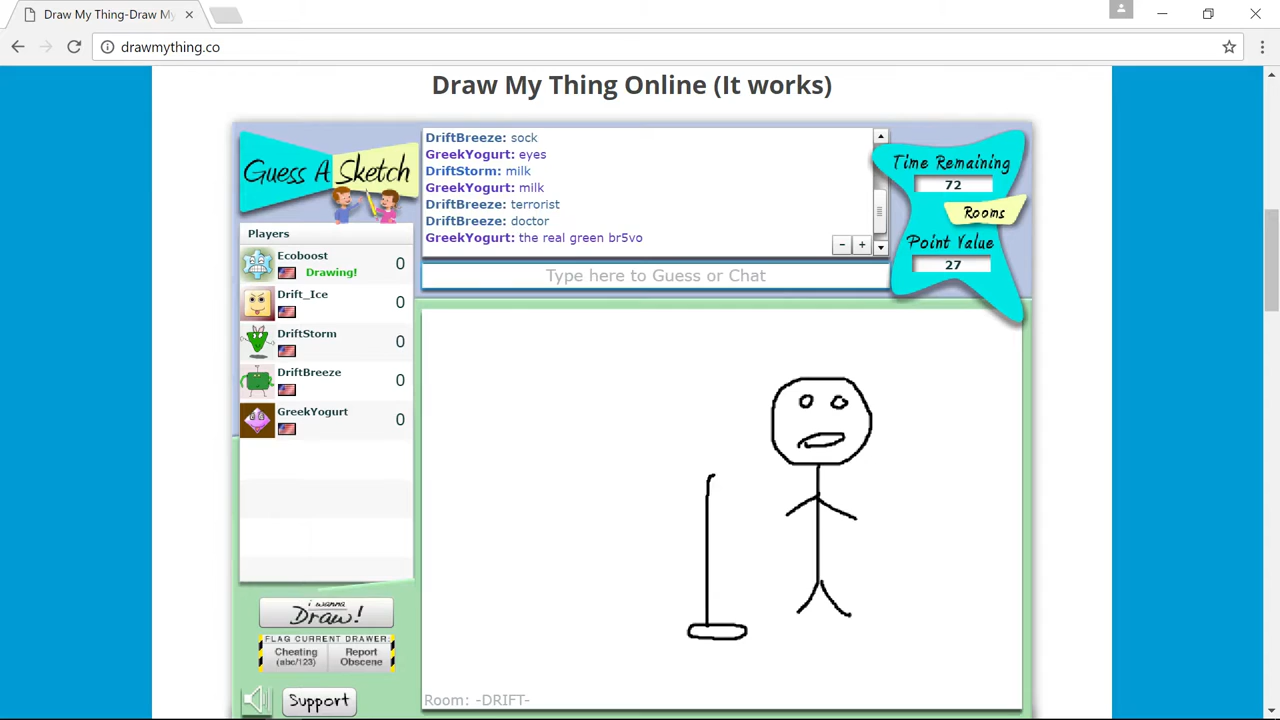 Draw My Thing-Draw My
drawmything.co
Draw My Thing Online (It works)
Guess A Sketch
DriftBreeze: sock
GreekYogurt: eyes
DriftStorm: milk
GreekYogurt: milk
DriftBreeze: terrorist
DriftBreeze: doctor
GreekYogurt: the real green br5vo
- +
Type here to Guess or Chat
Time Remaining
72
Rooms
Point Value
27
Players
Ecoboost 0
Drawing!
Drift_Ice 0
DriftStorm 0
DriftBreeze 0
GreekYogurt 0
i wanna
Draw!
FLAG CURRENT DRAWER:
Cheating
(abc/123)
Report
Obscene
Support
Room: -DRIFT-